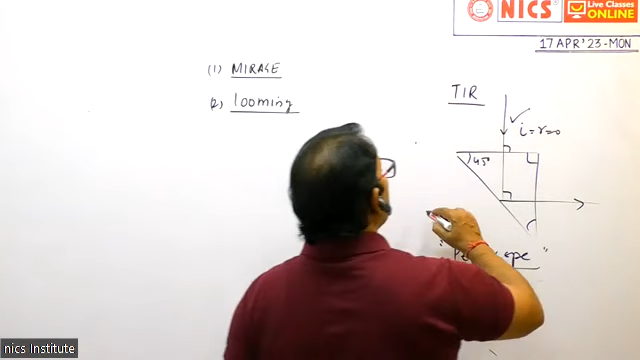 NICS Live Classes ONLINE
17 APR'23-MON
(1) MIRAGE
(2) looming
TIR
i=r=0
45°
nics Institute